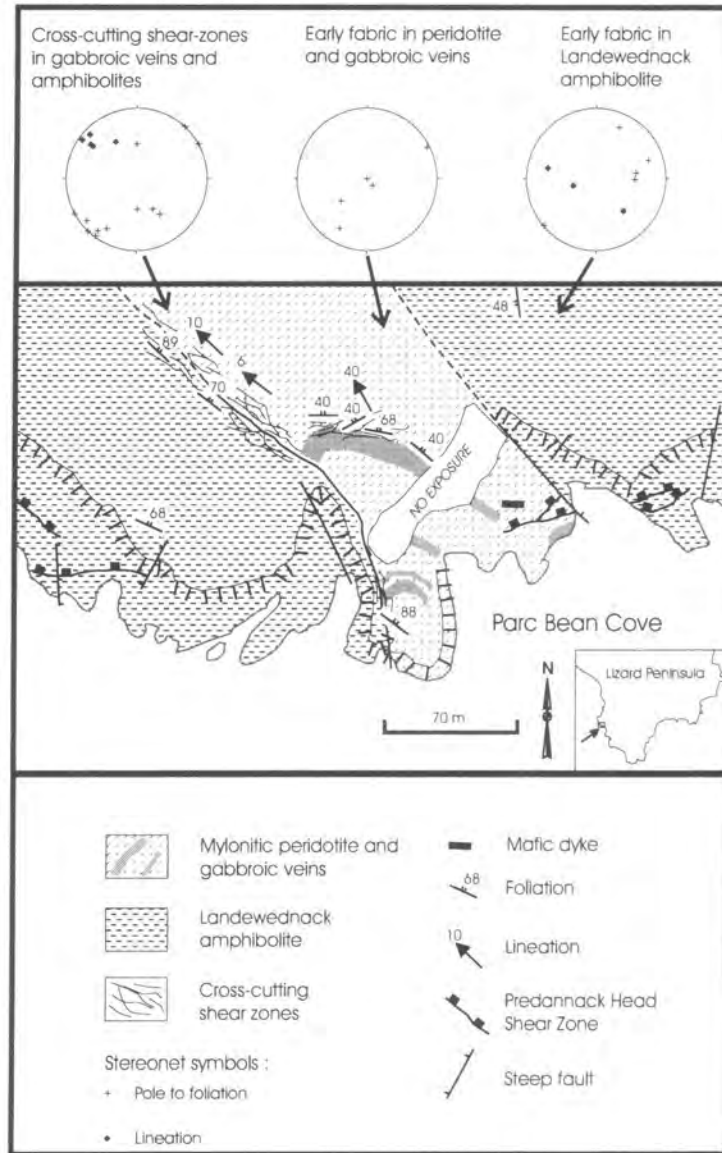 Cross-cutting shear-zones
in gabbroic veins and
amphibolites
Early fabric in peridotite
and gabbroic veins
Early fabric in
Landewednack
amphibolite
48
10
89
6
70
40
40
40
68
40
NO EXPOSURE
68
88
Parc Bean Cove
N
Lizard Peninsula
70 m
Mylonitic peridotite and
gabbroic veins
Landewednack
amphibolite
Cross-cutting
shear zones
Stereonet symbols :
Pole to foliation
Lineation
Mafic dyke
68
Foliation
10
Lineation
Predannack Head
Shear Zone
Steep fault